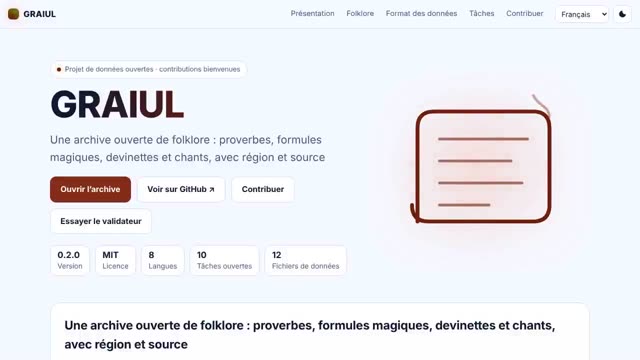 GRAIUL
Présentation Folklore Format des données Tâches Contribuer Français
Projet de données ouvertes · contributions bienvenues
GRAIUL
Une archive ouverte de folklore : proverbes, formules
magiques, devinettes et chants, avec région et source
Ouvrir l'archive Voir sur GitHub ↗ Contribuer
Essayer le validateur
0.2.0 MIT 8 10 12
Version Licence Langues Tâches ouvertes Fichiers de données
Une archive ouverte de folklore : proverbes, formules magiques, devinettes et chants,
avec région et source